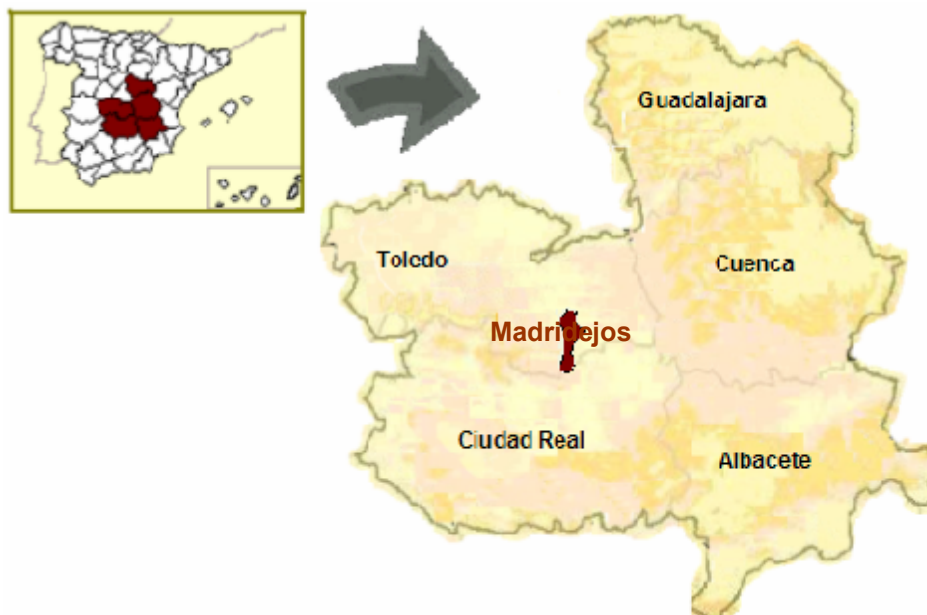 Guadalajara
Toledo
Cuenca
Madridejos
Ciudad Real
Albacete